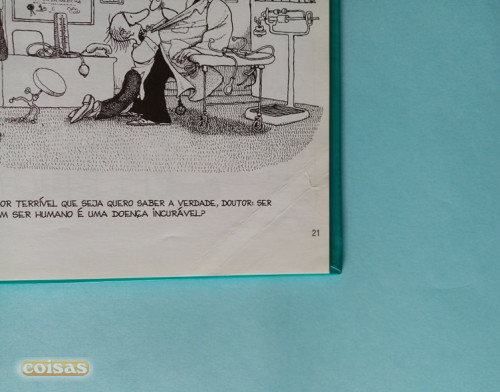 OR TERRÍVEL QUE SEJA QUERO SABER A VERDADE, DOUTOR: SER
M SER HUMANO É UMA DOENÇA INCURÁVEL?
21
coisas